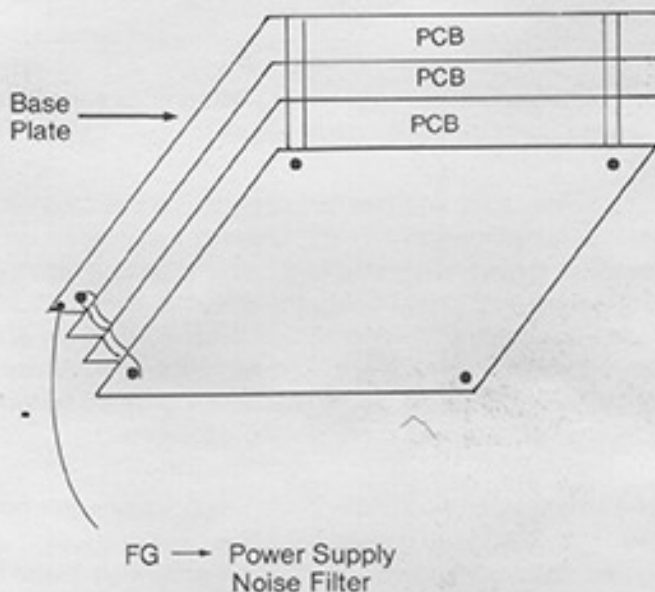 PCB
PCB
PCB
Base
Plate
FG → Power Supply
Noise Filter